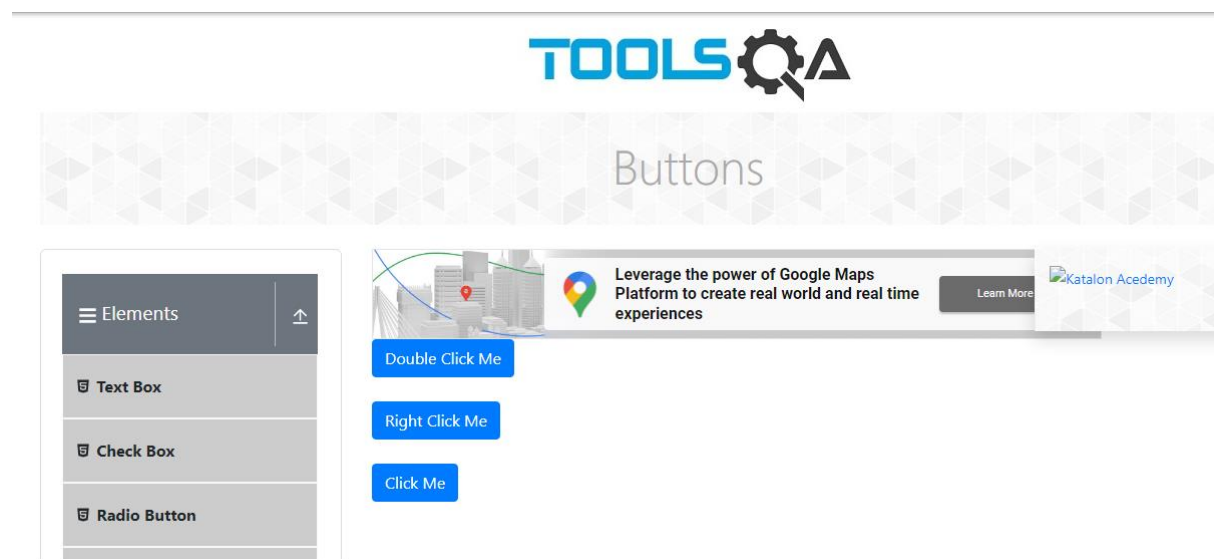 TOOLSQA
Buttons
Elements
Text Box
Check Box
Radio Button
Leverage the power of Google Maps
Platform to create real world and real time
experiences
Learn More
Katalon Acedemy
Double Click Me
Right Click Me
Click Me